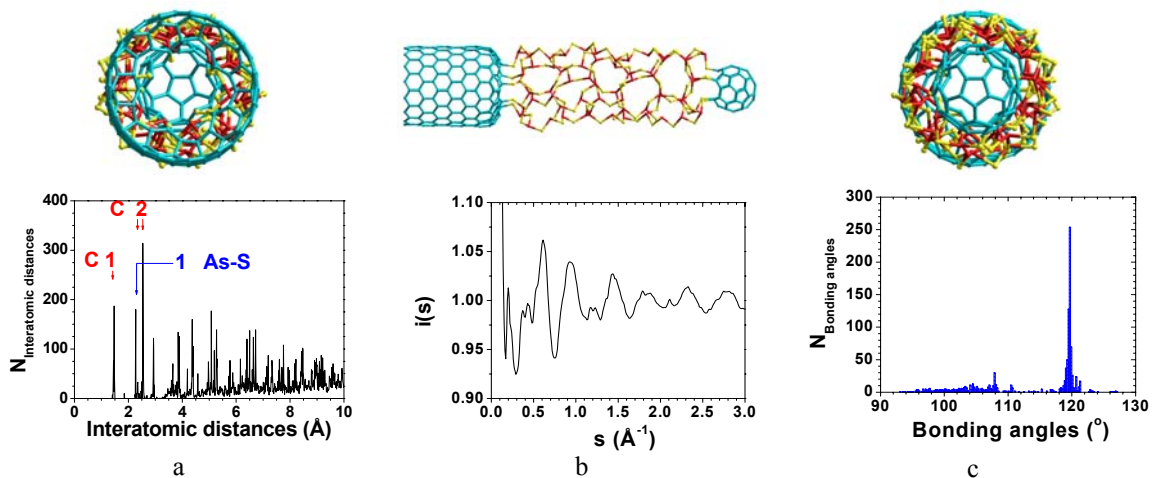 400
300
200
100
0
C 2
C 1
1 As-S
N Interatomic distances
0 2 4 6 8 10
Interatomic distances (Å)
a
1.10
1.05
1.00
0.95
0.90
i(s)
0.0 0.5 1.0 1.5 2.0 2.5 3.0
s (Å⁻¹)
b
300
250
200
150
100
50
0
N Bonding angles
90 100 110 120 130
Bonding angles (°)
c